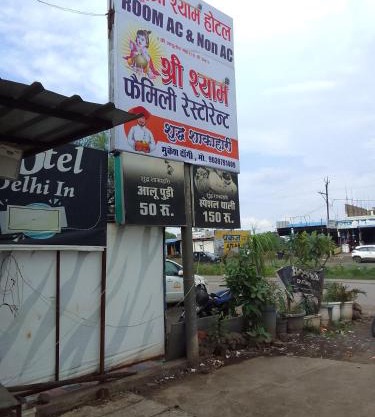 श्याम होटल
ROOM AC & Non AC
श्री श्याम
फैमिली रेस्टोरेन्ट
शुद्ध शाकाहारी
शुद्ध शाकाहारी
आलू पुड़ी
50 रु.
शुद्ध शाकाहारी
स्पेशल थाली
150 रु.
otel
Delhi In